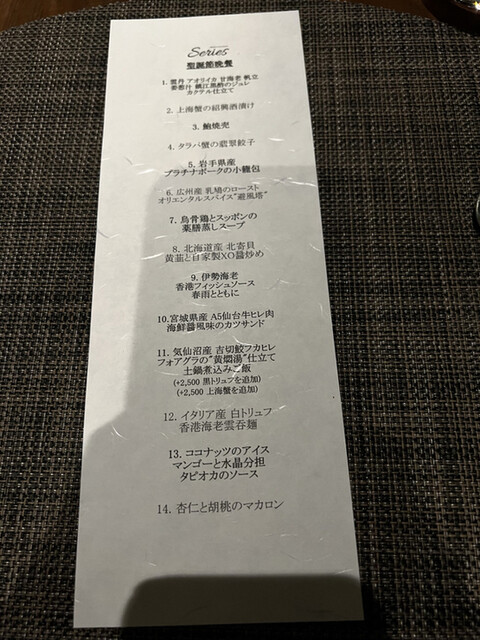 Series
聖誕節晩餐
1. 雲丹 アオリイカ 甘海老 帆立
姜葱汁 鎮江黒酢のジュレ
カクテル仕立て
2. 上海蟹の紹興酒漬け
3. 鮑焼売
4. タラバ蟹の翡翠餃子
5. 岩手県産
プラチナポークの小籠包
6. 広州産 乳鳩のロースト
オリエンタルスパイス"避風塔"
7. 烏骨鶏とスッポンの
薬膳蒸しスープ
8. 北海道産 北寄貝
黄韮と自家製XO醤炒め
9. 伊勢海老
香港フィッシュソース
春雨とともに
10.宮城県産 A5仙台牛ヒレ肉
海鮮醤風味のカツサンド
11. 気仙沼産 吉切鮫フカヒレ
フォアグラの"黄燜湯"仕立て
土鍋煮込みご飯
(+2,500 黒トリュフを追加)
(+2,500 上海蟹を追加)
12. イタリア産 白トリュフ
香港海老雲呑麺
13. ココナッツのアイス
マンゴーと水晶分担
タピオカのソース
14. 杏仁と胡桃のマカロン